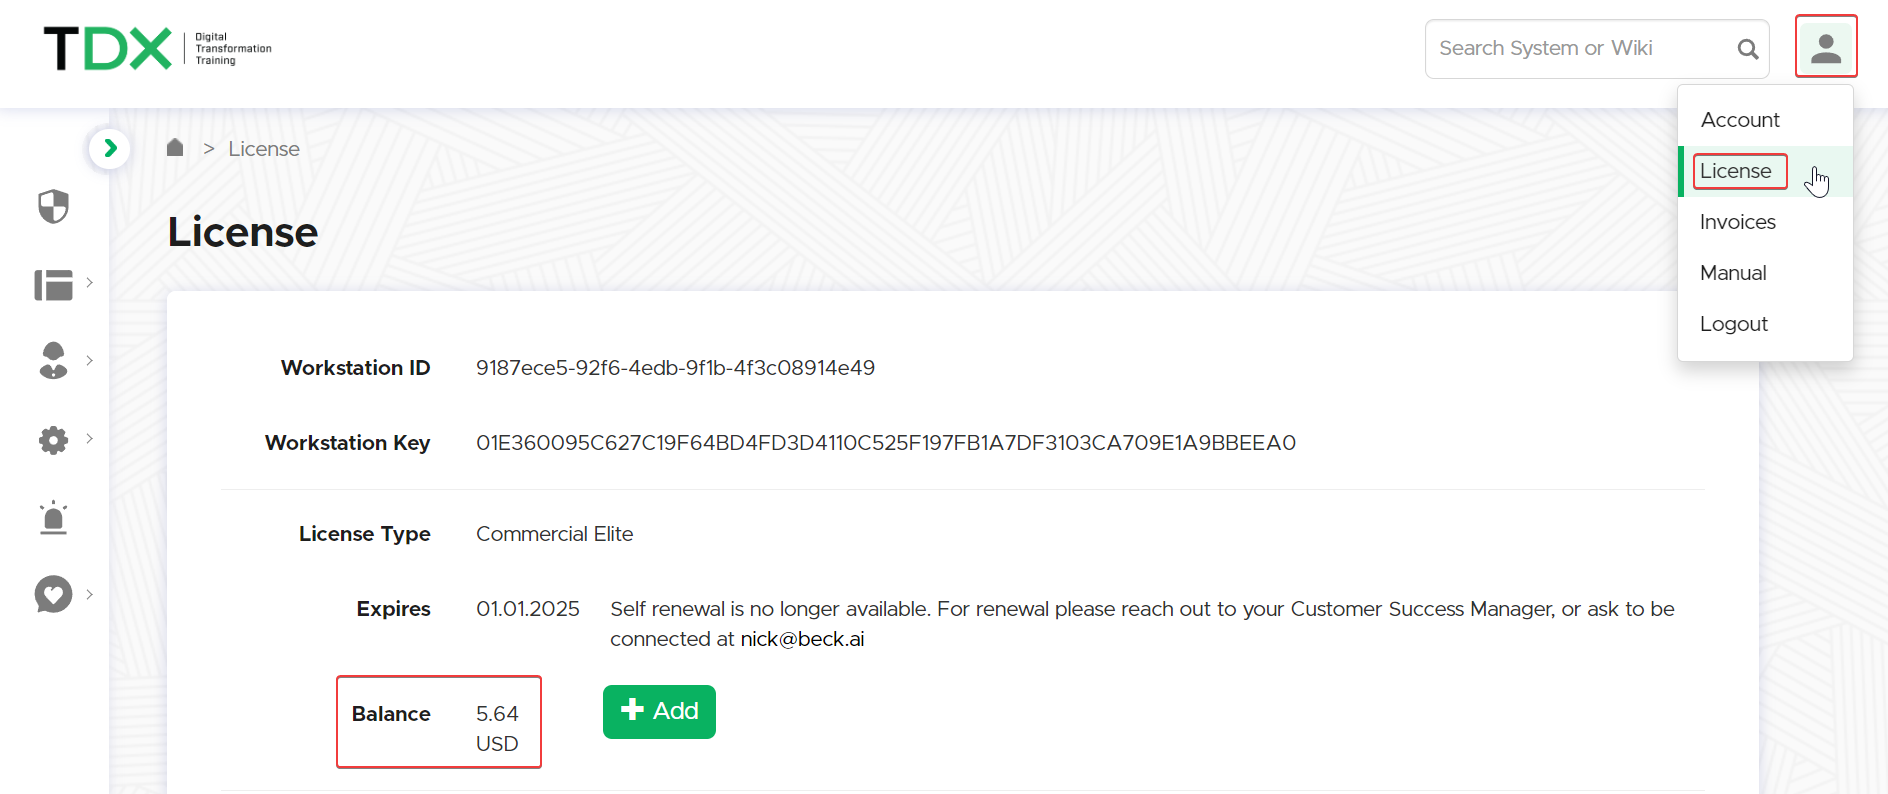 TDX
Digital
Transformation
Training
Search System or Wiki
Account
License
Invoices
Manual
Logout
> License
License
Workstation ID 9187ece5-92f6-4edb-9f1b-4f3c08914e49
Workstation Key 01E360095C627C19F64BD4FD3D4110C525F197FB1A7DF3103CA709E1A9BBEEA0
License Type Commercial Elite
Expires 01.01.2025 Self renewal is no longer available. For renewal please reach out to your Customer Success Manager, or ask to be
connected at nick@beck.ai
Balance 5.64
USD
Add